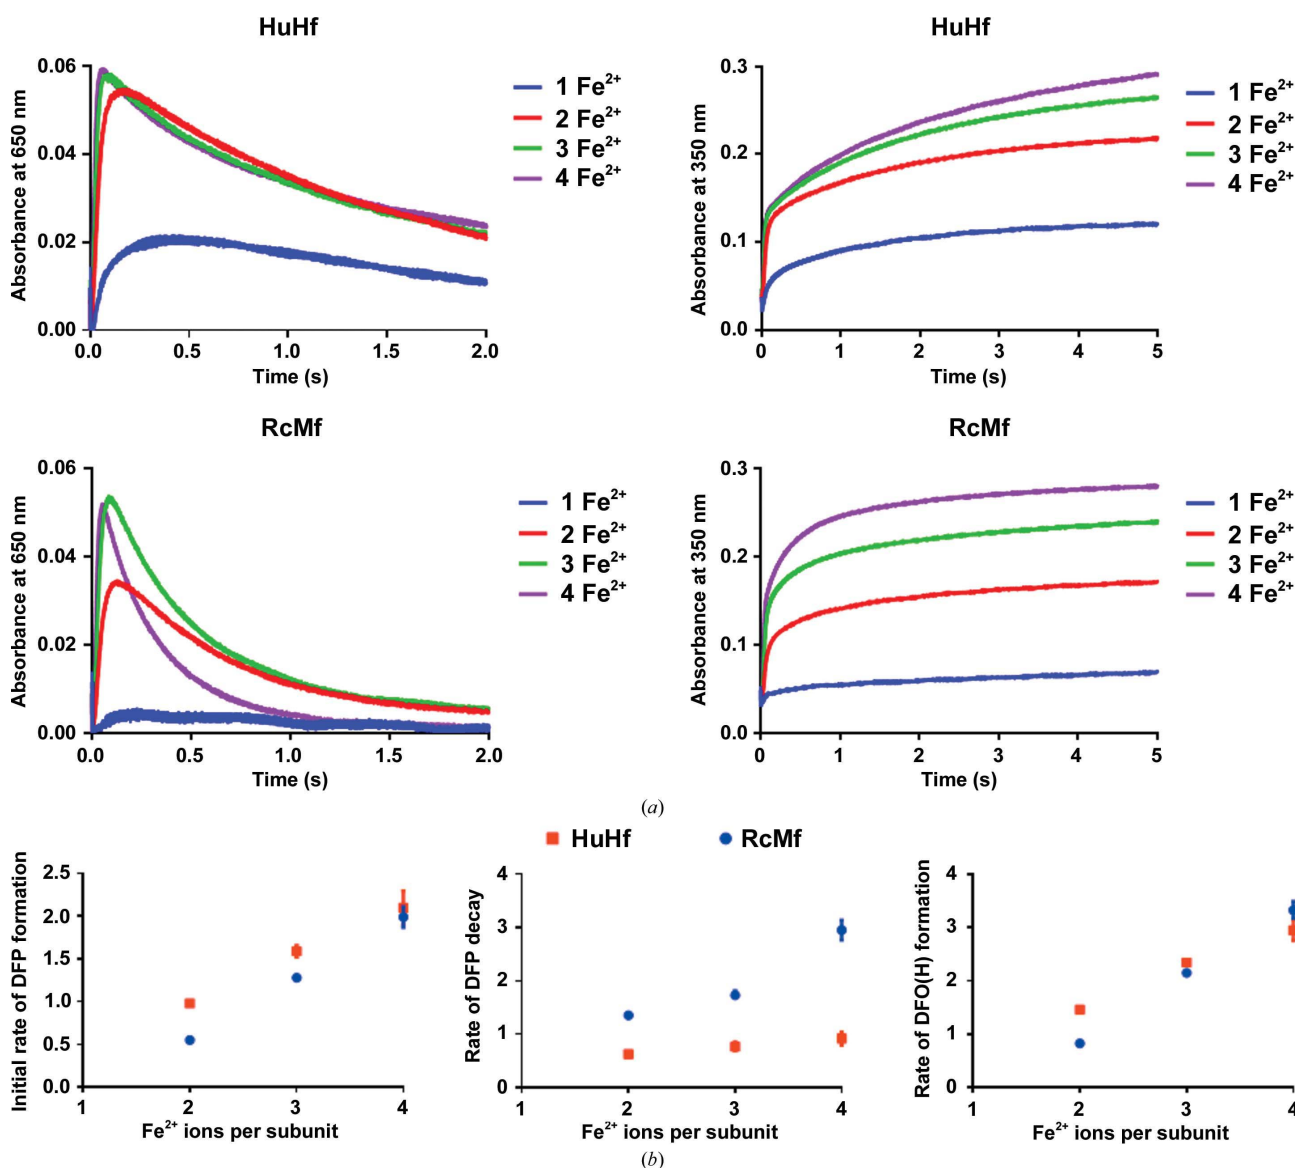 HuHf
Absorbance at 650 nm
0.06
0.04
0.02
0.00
0.0 0.5 1.0 1.5 2.0
Time (s)
1 Fe²⁺
2 Fe²⁺
3 Fe²⁺
4 Fe²⁺
HuHf
Absorbance at 350 nm
0.3
0.2
0.1
0.0
0 1 2 3 4 5
Time (s)
1 Fe²⁺
2 Fe²⁺
3 Fe²⁺
4 Fe²⁺
RcMf
Absorbance at 650 nm
0.06
0.04
0.02
0.00
0.0 0.5 1.0 1.5 2.0
Time (s)
1 Fe²⁺
2 Fe²⁺
3 Fe²⁺
4 Fe²⁺
RcMf
Absorbance at 350 nm
0.3
0.2
0.1
0.0
0 1 2 3 4 5
Time (s)
1 Fe²⁺
2 Fe²⁺
3 Fe²⁺
4 Fe²⁺
(a)
HuHf RcMf
Initial rate of DFP formation
2.5
2.0
1.5
1.0
0.5
0.0
1 2 3 4
Fe²⁺ ions per subunit
Rate of DFP decay
4
3
2
1
0
1 2 3 4
Fe²⁺ ions per subunit
Rate of DFO(H) formation
4
3
2
1
0
1 2 3 4
Fe²⁺ ions per subunit
(b)